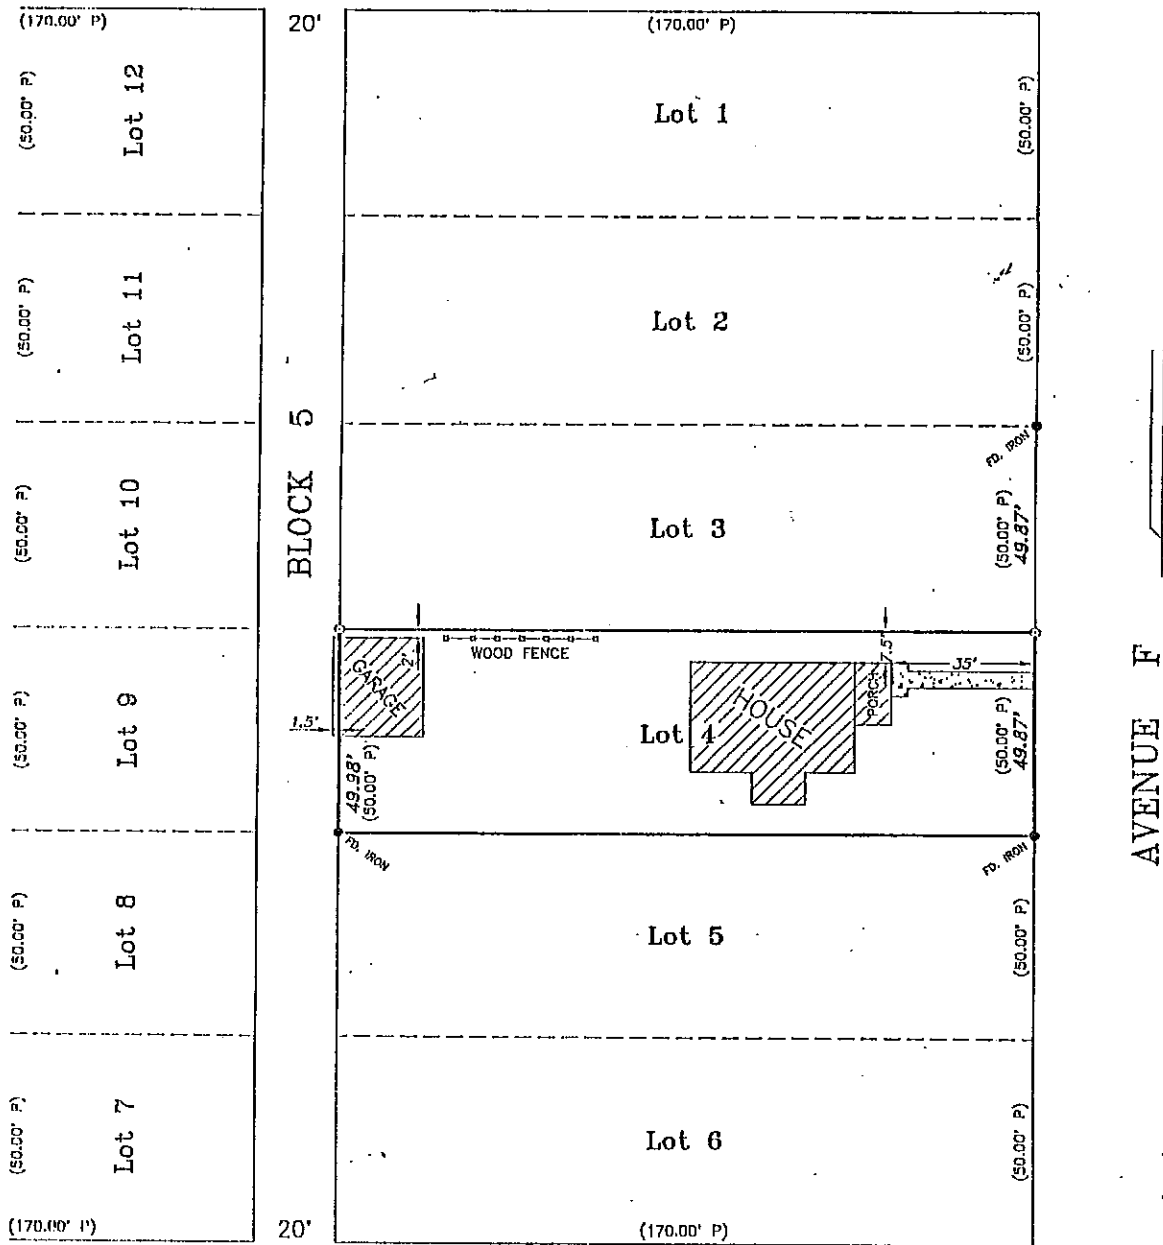 (170.00' P)
20'
(170.00' P)
(50.00' P)
Lot 12
Lot 1
(50.00' P)
(50.00' P)
Lot 11
Lot 2
(50.00' P)
BLOCK 5
FD. IRON
(50.00' P)
Lot 10
Lot 3
(50.00' P)
49.87'
WOOD FENCE
2'
GARAGE
7.5'
35'
PORCH
HOUSE
(50.00' P)
Lot 9
1.5'
Lot 4
49.98'
(50.00' P)
(50.00' P)
49.87'
AVENUE F
FD. IRON
FD. IRON
(50.00' P)
Lot 8
Lot 5
(50.00' P)
(50.00' P)
Lot 7
Lot 6
(50.00' P)
(170.00' P)
20'
(170.00' P)